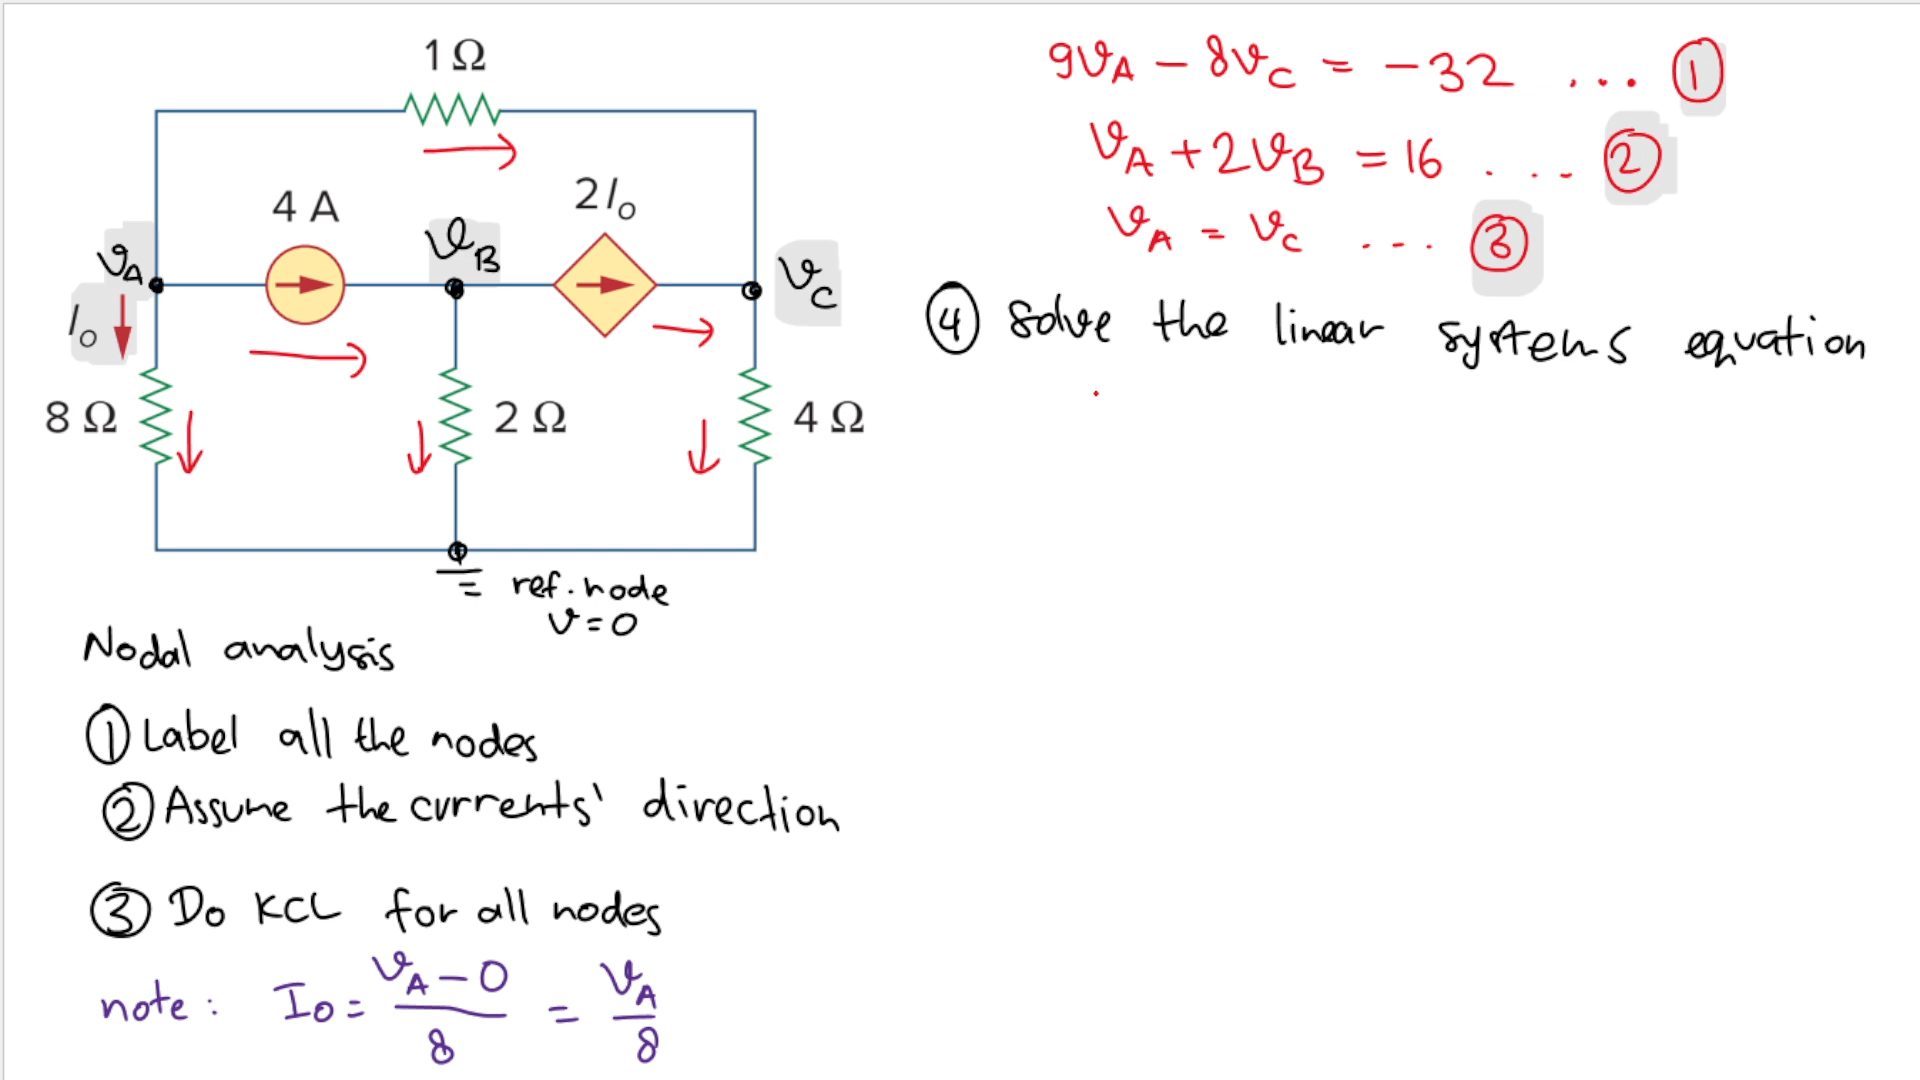 1 Ω
4 A
2I₀
v_A
v_B
v_C
I₀
8 Ω
2 Ω
4 Ω
ref. node
v = 0
Nodal analysis
① Label all the nodes
② Assume the currents' direction
③ Do KCL for all nodes
note : I₀ = (v_A − 0)/8 = v_A/8
9v_A − 8v_C = −32 ... ①
v_A + 2v_B = 16 ... ②
v_A = v_C ... ③
④ Solve the linear systems equation